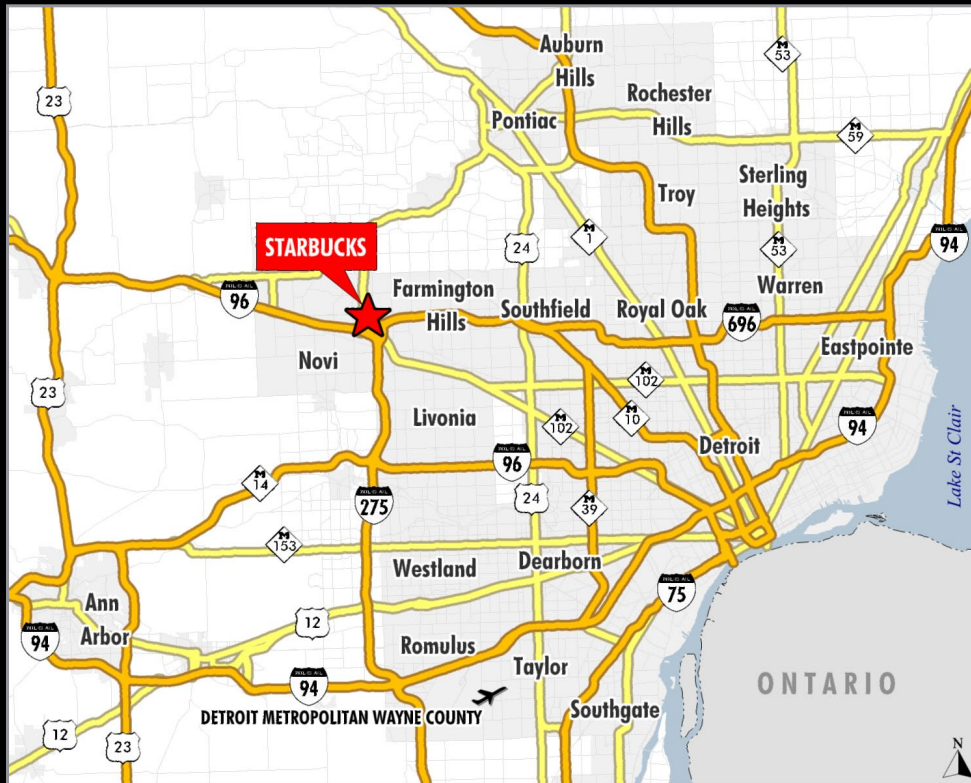 Auburn
Hills
M
53
23
Rochester
Hills
Pontiac
M
59
Troy
Sterling
Heights
M
1
24
M
53
94
STARBUCKS
Warren
Farmington
Hills
96
Southfield
Royal Oak
696
Novi
Eastpointe
23
M
102
Livonia
M
102
M
10
94
Detroit
Lake St Clair
96
M
14
24
275
M
39
M
153
Westland
Dearborn
75
Ann
Arbor
12
94
Romulus
Taylor
ONTARIO
94
DETROIT METROPOLITAN WAYNE COUNTY
Southgate
12
23
N